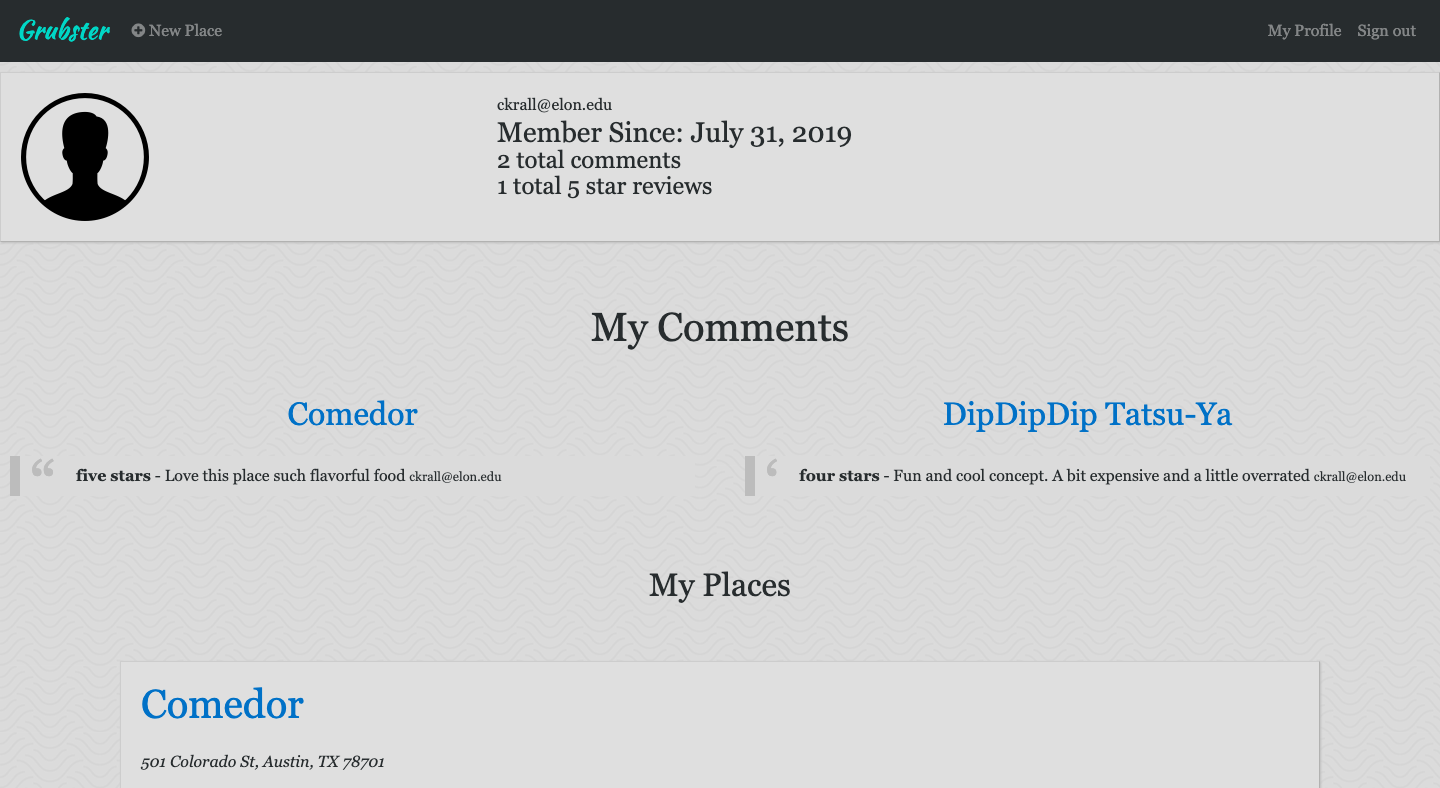 Grubster New Place My Profile Sign out
ckrall@elon.edu
Member Since: July 31, 2019
2 total comments
1 total 5 star reviews
My Comments
Comedor
“ five stars - Love this place such flavorful food ckrall@elon.edu
DipDipDip Tatsu-Ya
‘ four stars - Fun and cool concept. A bit expensive and a little overrated ckrall@elon.edu
My Places
Comedor
501 Colorado St, Austin, TX 78701